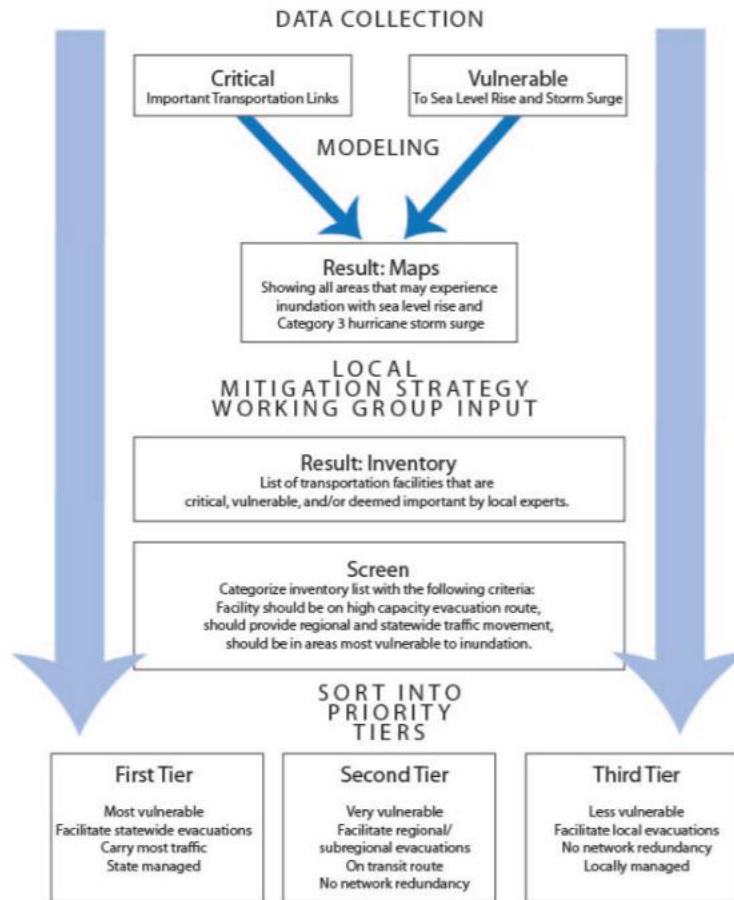 DATA COLLECTION
Critical
Important Transportation Links
Vulnerable
To Sea Level Rise and Storm Surge
MODELING
Result: Maps
Showing all areas that may experience
inundation with sea level rise and
Category 3 hurricane storm surge
LOCAL
MITIGATION STRATEGY
WORKING GROUP INPUT
Result: Inventory
List of transportation facilities that are
critical, vulnerable, and/or deemed important by local experts.
Screen
Categorize inventory list with the following criteria:
Facility should be on high capacity evacuation route,
should provide regional and statewide traffic movement,
should be in areas most vulnerable to inundation.
SORT INTO
PRIORITY
TIERS
First Tier
Most vulnerable
Facilitate statewide evacuations
Carry most traffic
State managed
Second Tier
Very vulnerable
Facilitate regional/
subregional evacuations
On transit route
No network redundancy
Third Tier
Less vulnerable
Facilitate local evacuations
No network redundancy
Locally managed